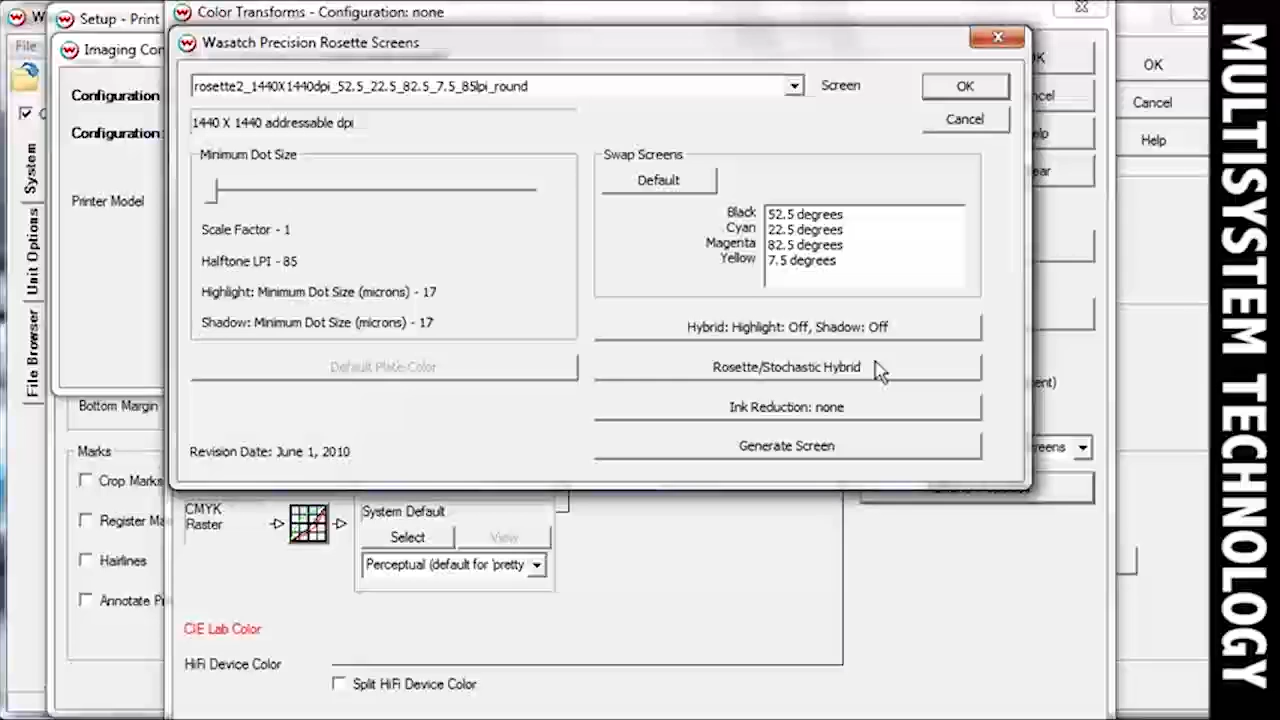 Color Transforms - Configuration: none
W
Setup - Print
Wasatch Precision Rosette Screens
File
Imaging Con
rosette2_1440X1440dpi_52.5_22.5_82.5_7.5_85lpi_round
Screen
OK
Cancel
1440 X 1440 addressable dpi
Configuration
Configuration:
Printer Model
Minimum Dot Size
Scale Factor - 1
Halftone LPI - 85
Highlight: Minimum Dot Size (microns) - 17
Shadow: Minimum Dot Size (microns) - 17
Default Plate Color
Revision Date: June 1, 2010
Swap Screens
Default
Black 52.5 degrees
Cyan 22.5 degrees
Magenta 82.5 degrees
Yellow 7.5 degrees
Hybrid: Highlight: Off, Shadow: Off
Rosette/Stochastic Hybrid
Ink Reduction: none
Generate Screen
OK
Cancel
Help
System
Unit Options
File Browser
Bottom Margin
Marks
Crop Marks
Register Ma
Hairlines
Annotate Pr
CMYK
Raster
System Default
Select
View
Perceptual (default for 'pretty
CIE Lab Color
HiFi Device Color
Split HiFi Device Color
MULTISYSTEM TECHNOLOGY